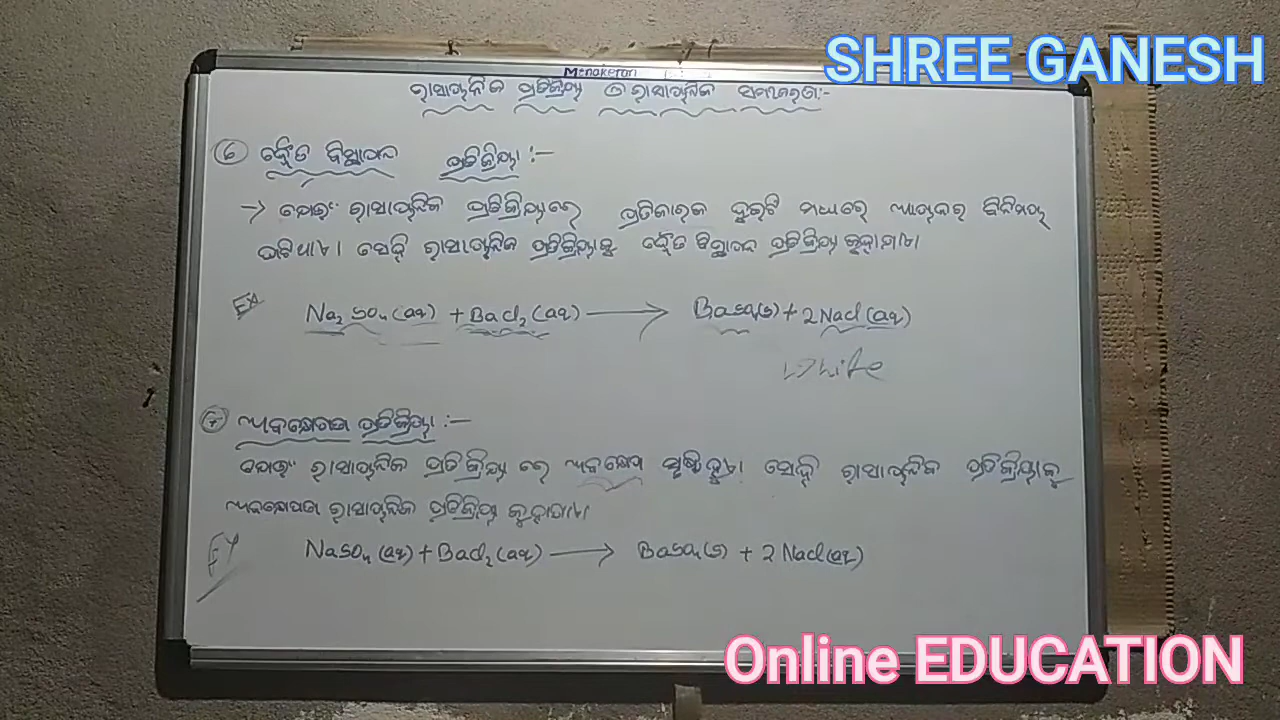 SHREE GANESH
ରାସାୟନିକ ପ୍ରତିକ୍ରିୟା ଓ ରାସାୟନିକ ସମୀକରଣ:-
6 ଦ୍ୱୈତ ବିସ୍ଥାପନ ପ୍ରତିକ୍ରିୟା :-
→ ଯେଉଁ ରାସାୟନିକ ପ୍ରତିକ୍ରିୟାରେ ପ୍ରତିକାରକ ଦୁଇଟି ମଧ୍ୟରେ ଆୟନର ବିନିମୟ
ଘଟିଥାଏ। ସେହି ରାସାୟନିକ ପ୍ରତିକ୍ରିୟାକୁ ଦ୍ୱୈତ ବିସ୍ଥାପନ ପ୍ରତିକ୍ରିୟା କୁହାଯାଏ।
Ex Na₂SO₄(aq) + BaCl₂(aq) ⟶ BaSO₄(s) + 2NaCl(aq)
White
7 ଅବକ୍ଷେପଣ ପ୍ରତିକ୍ରିୟା :-
ଯେଉଁ ରାସାୟନିକ ପ୍ରତିକ୍ରିୟା ରେ ଅବକ୍ଷେପ ସୃଷ୍ଟି ହୁଏ। ସେହି ରାସାୟନିକ ପ୍ରତିକ୍ରିୟାକୁ
ଅବକ୍ଷେପଣ ରାସାୟନିକ ପ୍ରତିକ୍ରିୟା କୁହାଯାଏ।
Ex NaSO₄(aq) + BaCl₂(aq) ⟶ BaSO₄(s) + 2NaCl(aq)
Online EDUCATION